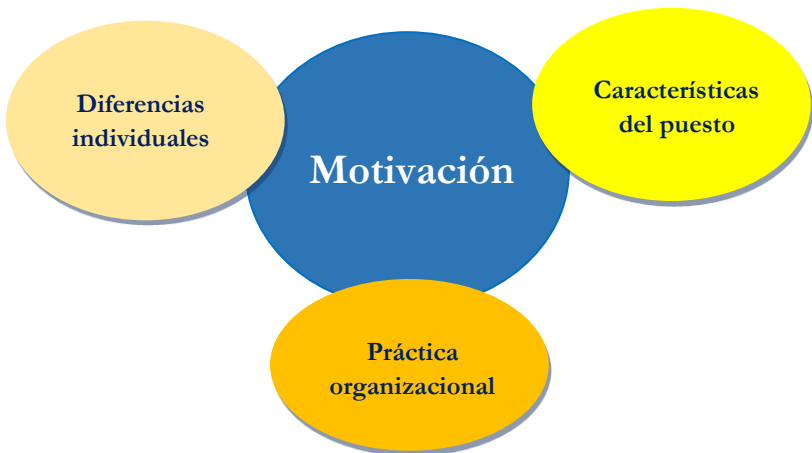 Diferencias
individuales
Motivación
Características
del puesto
Práctica
organizacional